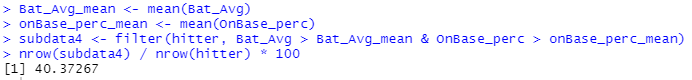 > Bat_Avg_mean <- mean(Bat_Avg)
> onBase_perc_mean <- mean(OnBase_perc)
> subdata4 <- filter(hitter, Bat_Avg > Bat_Avg_mean & OnBase_perc > onBase_perc_mean)
> nrow(subdata4) / nrow(hitter) * 100
[1] 40.37267